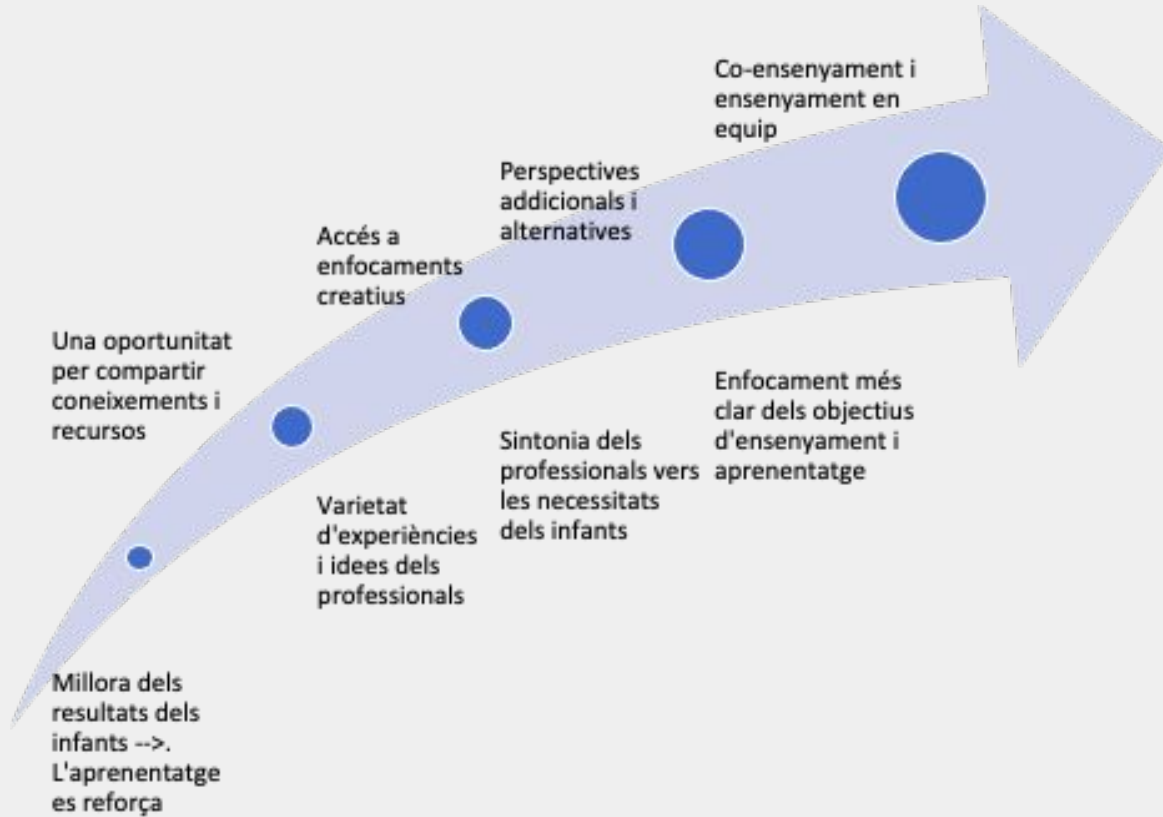 Co-ensenyament i
ensenyament en
equip
Perspectives
addicionals i
alternatives
Accés a
enfocaments
creatius
Una oportunitat
per compartir
coneixements i
recursos
Enfocament més
clar dels objectius
d'ensenyament i
aprenentatge
Sintonia dels
professionals vers
les necessitats
dels infants
Varietat
d'experiències
i idees dels
professionals
Millora dels
resultats dels
infants -->.
L'aprenentatge
es reforça